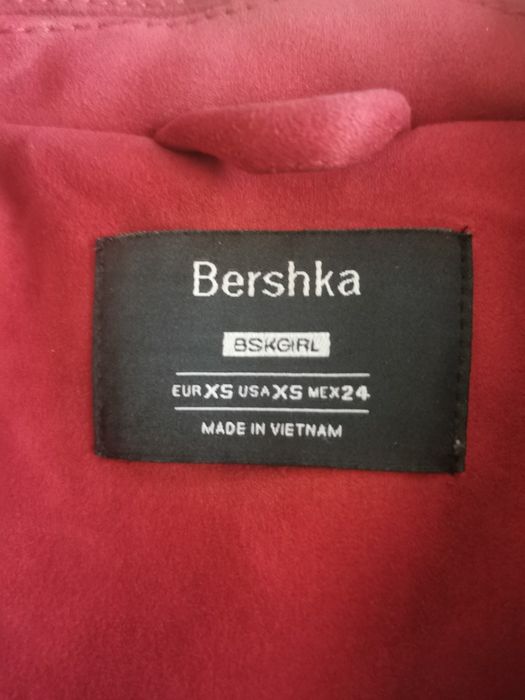 Bershka
BSKGIRL
EUR XS USA XS MEX 24
MADE IN VIETNAM